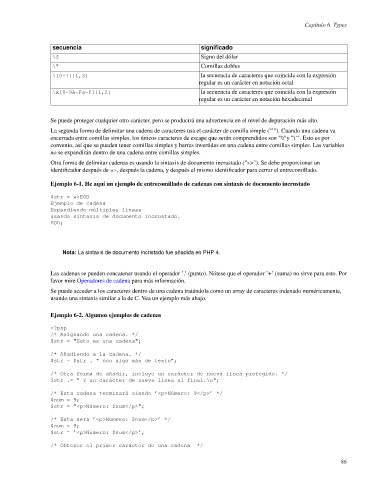 Capítulo 6. Types
secuencia significado
\$ Signo del dólar
\" Comillas dobles
\[0-7]{1,3} la secuencia de caracteres que coincida con la expresión
regular es un carácter en notación octal
\x[0-9A-Fa-f]{1,2} la secuencia de caracteres que coincida con la expresión
regular es un carácter en notación hexadecimal
Se puede proteger cualquier otro carácter, pero se producirá una advertencia en el nivel de depuración más alto.
La segunda forma de delimitar una cadena de caracteres usa el carácter de comilla simple ("'"). Cuando una cadena va
encerrada entre comillas simples, los únicos caracteres de escape que serán comprendidos son "\\" y "\'". Esto es por
convenio, así que se pueden tener comillas simples y barras invertidas en una cadena entre comillas simples. Las variables
no se expandirán dentro de una cadena entre comillas simples.
Otra forma de delimitar cadenas es usando la sintaxis de documento incrustado ("<<<"). Se debe proporcionar un
identificador después de <<<, después la cadena, y después el mismo identificador para cerrar el entrecomillado.
Ejemplo 6-1. He aquí un ejemplo de entrecomillado de cadenas con sintaxis de documento incrustado
$str = <<<EOD
Ejemplo de cadena
Expandiendo múltiples líneas
usando sintaxis de documento incrustado.
EOD;
Nota: La sintaxis de documento incrustado fue añadida en PHP 4.
Las cadenas se pueden concatenar usando el operador '.' (punto). Nótese que el operador '+' (suma) no sirve para esto. Por
favor mire Operadores de cadena para más información.
Se puede acceder a los caracteres dentro de una cadena tratándola como un array de caracteres indexado numéricamente,
usando una sintaxis similar a la de C. Vea un ejemplo más abajo.
Ejemplo 6-2. Algunos ejemplos de cadenas
<?php
/* Asignando una cadena. */
$str = "Esto es una cadena";
/* Añadiendo a la cadena. */
$str = $str . " con algo más de texto";
/* Otra forma de añadir, incluye un carácter de nueva línea protegido. */
$str .= " Y un carácter de nueva línea al final.\n";
/* Esta cadena terminará siendo '<p>Número: 9</p>' */
$num = 9;
$str = "<p>Número: $num</p>";
/* Esta será '<p>Número: $num</p>' */
$num = 9;
$str = '<p>Número: $num</p>';
/* Obtener el primer carácter de una cadena */
86